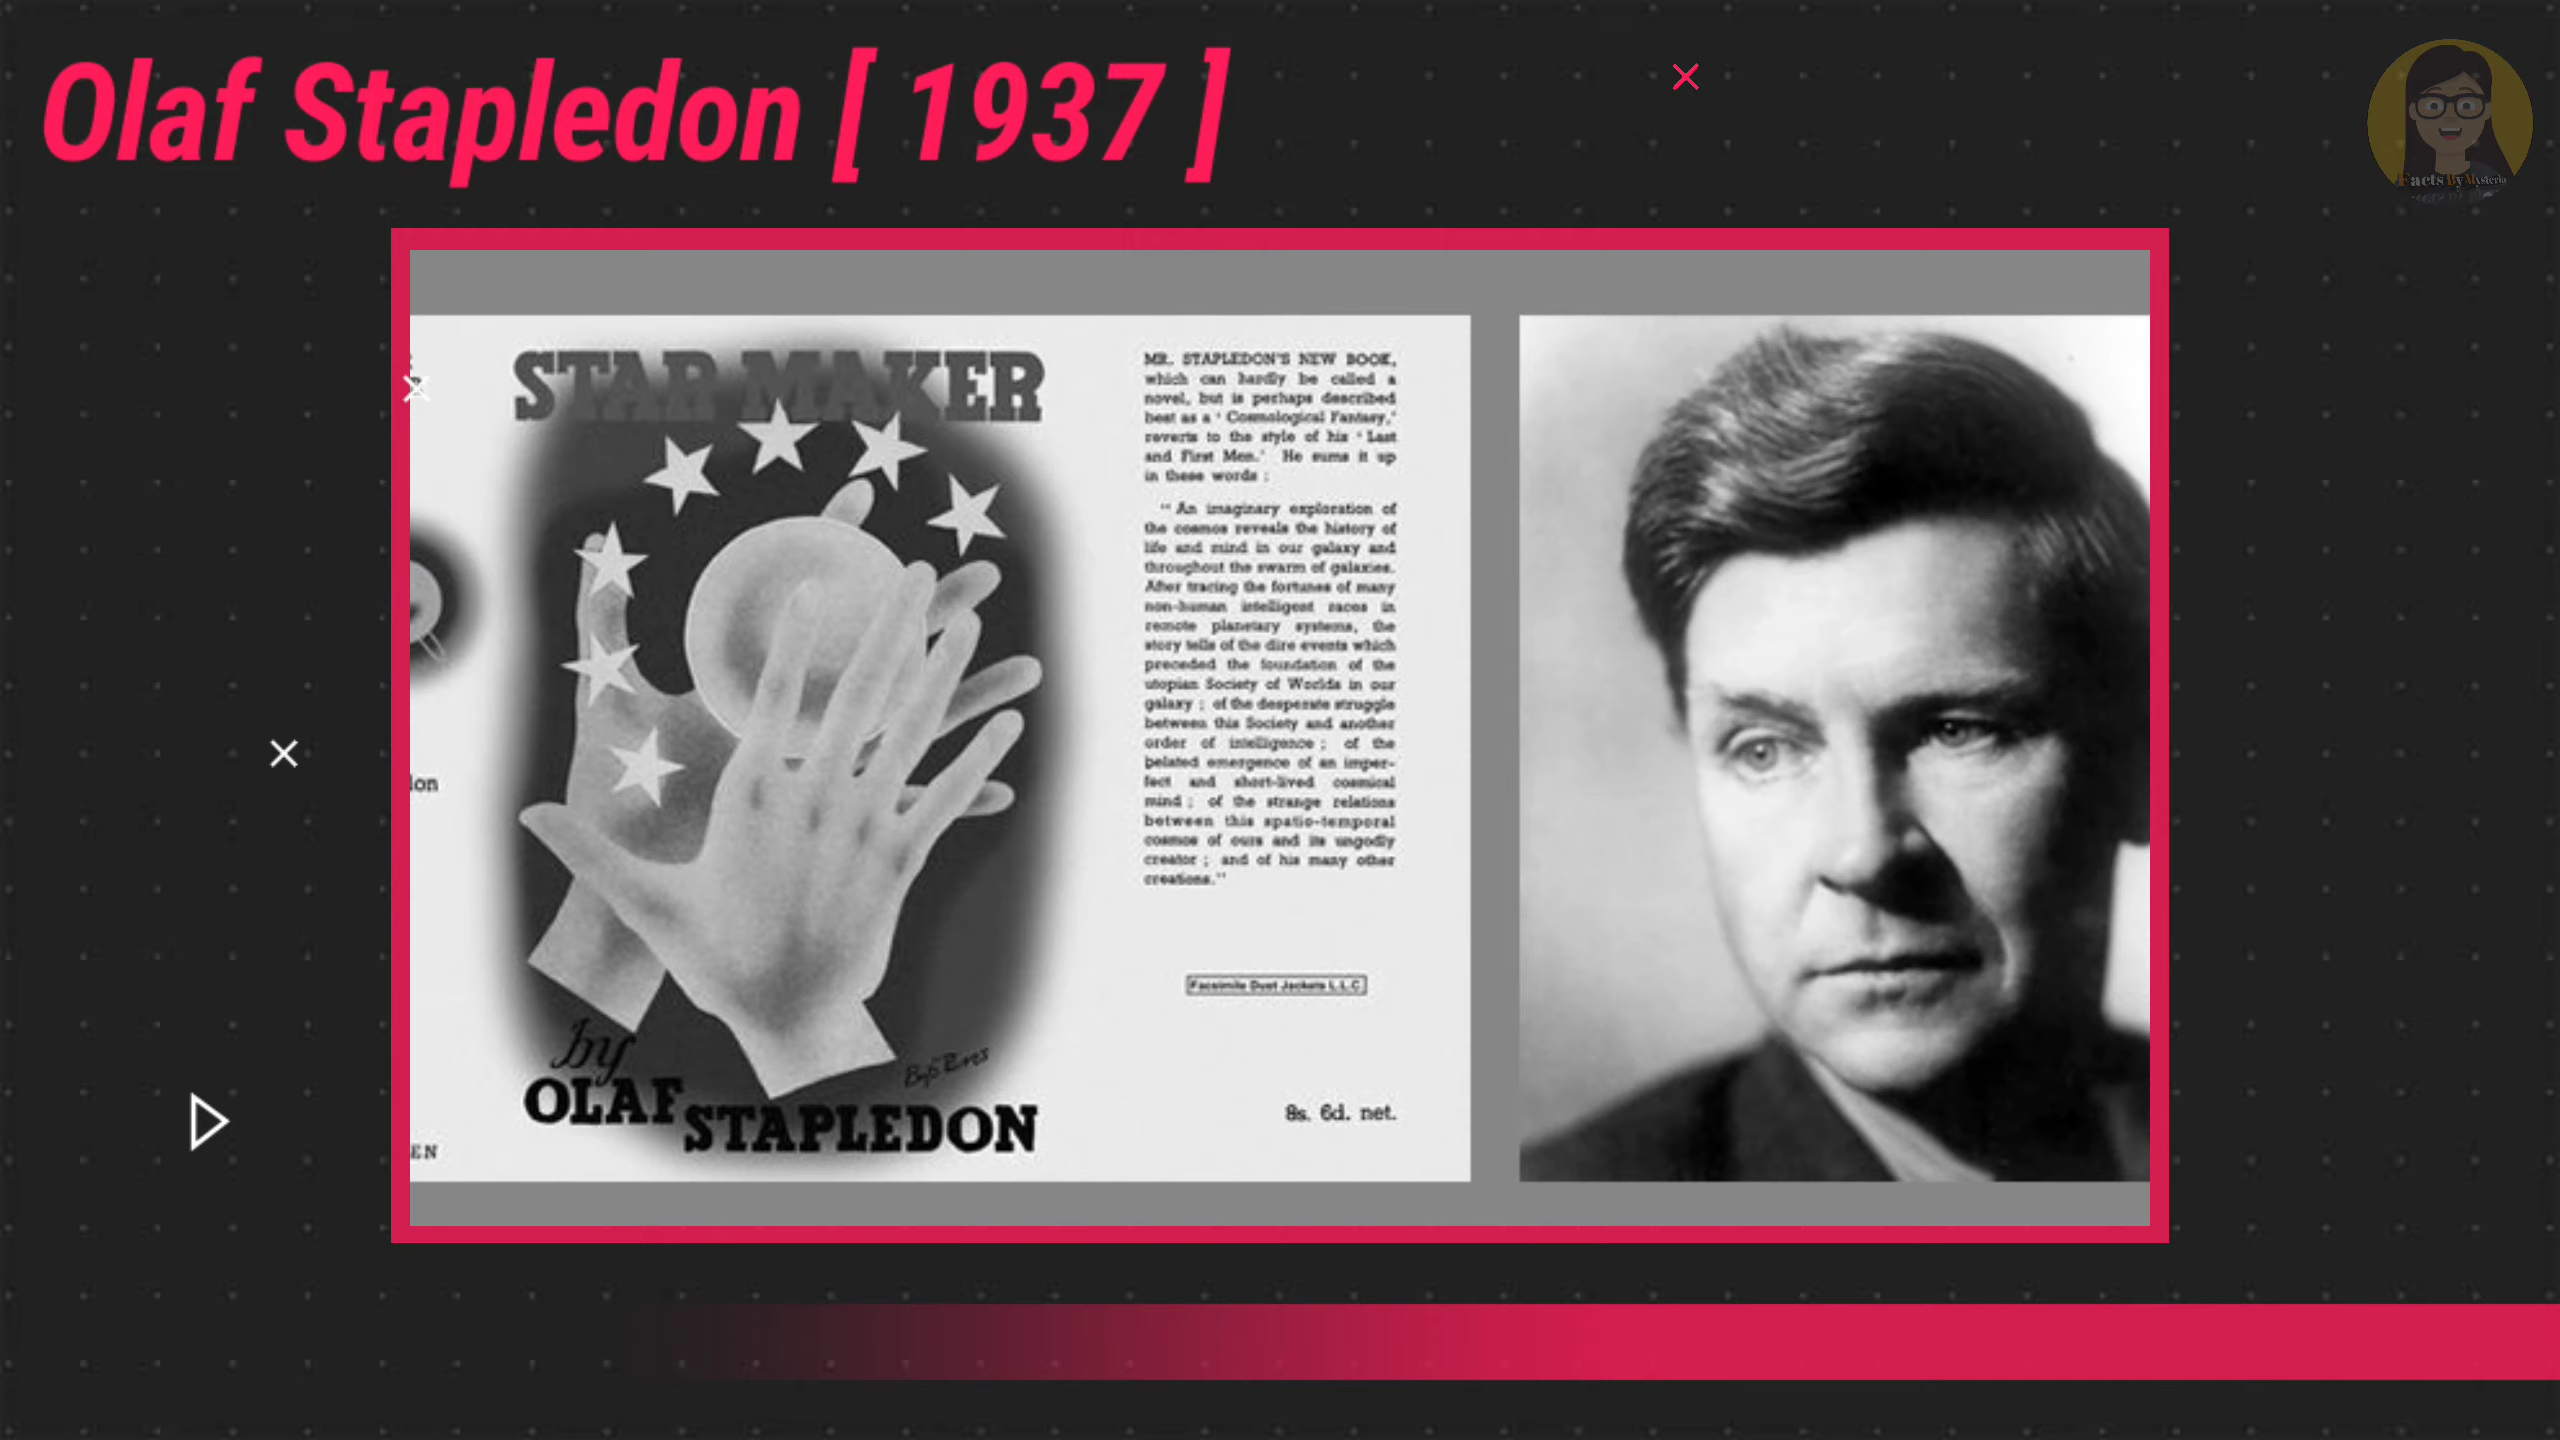 Olaf Stapledon [ 1937 ]
Facts By Mysterio
STAR MAKER
by
OLAF
STAPLEDON
lon
EN
MR. STAPLEDON'S NEW BOOK,
which can hardly be called a
novel, but is perhaps described
best as a ' Cosmological Fantasy,'
reverts to the style of his ' Last
and First Men.' He sums it up
in these words :
“ An imaginary exploration of
the cosmos reveals the history of
life and mind in our galaxy and
throughout the swarm of galaxies.
After tracing the fortunes of many
non-human intelligent races in
remote planetary systems, the
story tells of the dire events which
preceded the foundation of the
utopian Society of Worlds in our
galaxy ; of the desperate struggle
between this Society and another
order of intelligence ; of the
belated emergence of an imper-
fect and short-lived cosmical
mind ; of the strange relations
between this spatio-temporal
cosmos of ours and its ungodly
creator ; and of his many other
creations.”
Facsimile Dust Jackets L.L.C.
8s. 6d. net.